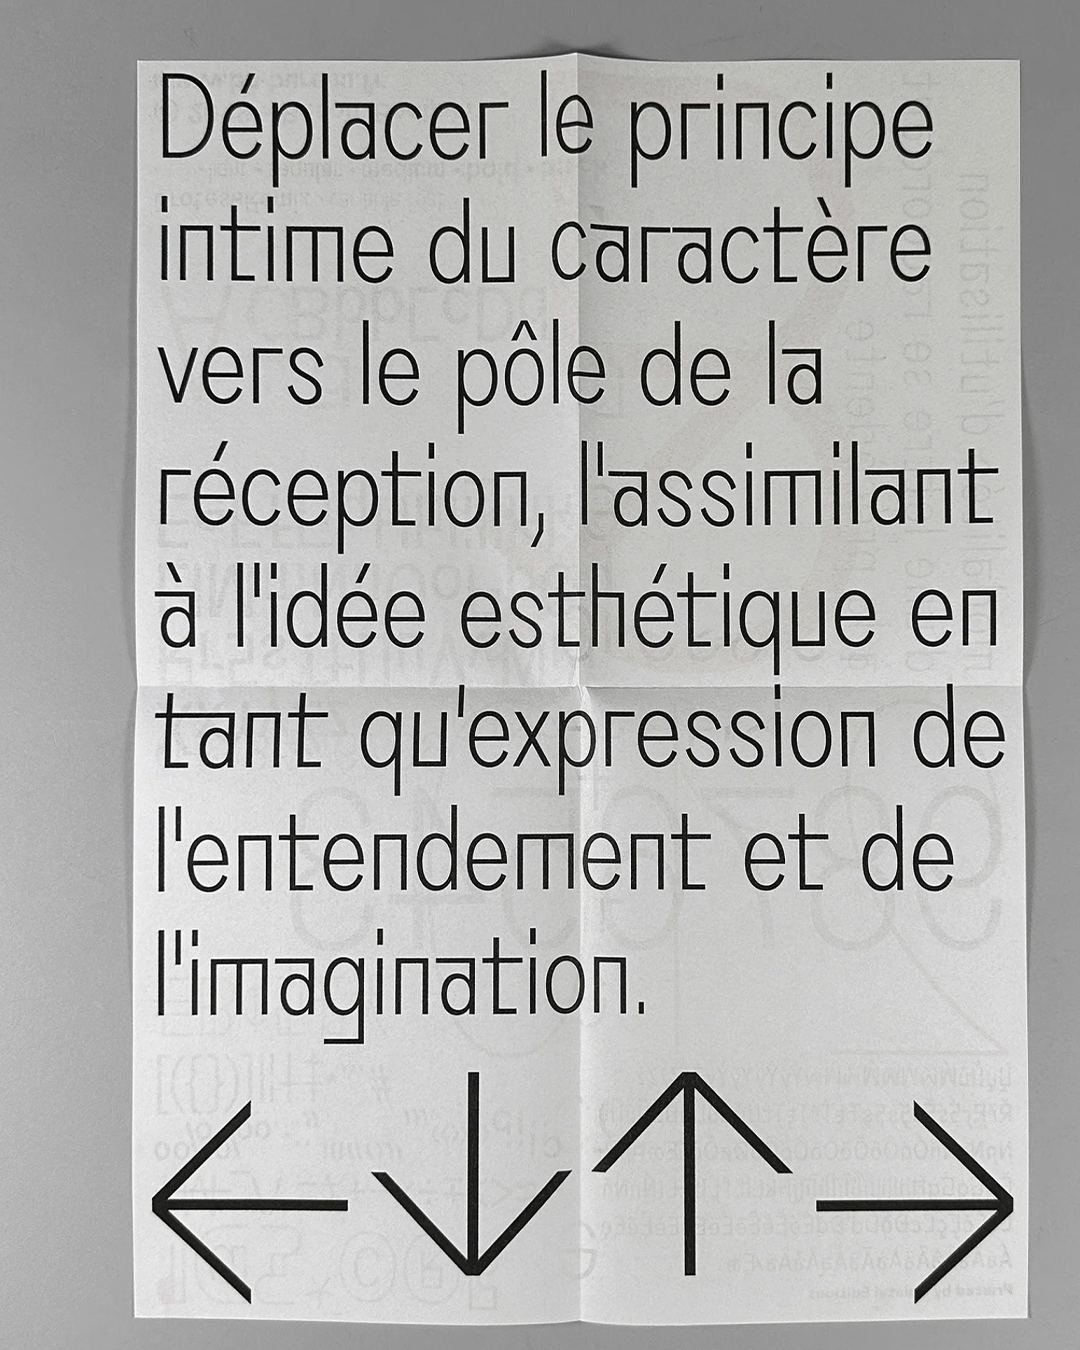 Déplacer le principe
intime du caractère
vers le pôle de la
réception, l'assimilant
à l'idée esthétique en
tant qu'expression de
l'entendement et de
l'imagination.
← ↓ ↑ →